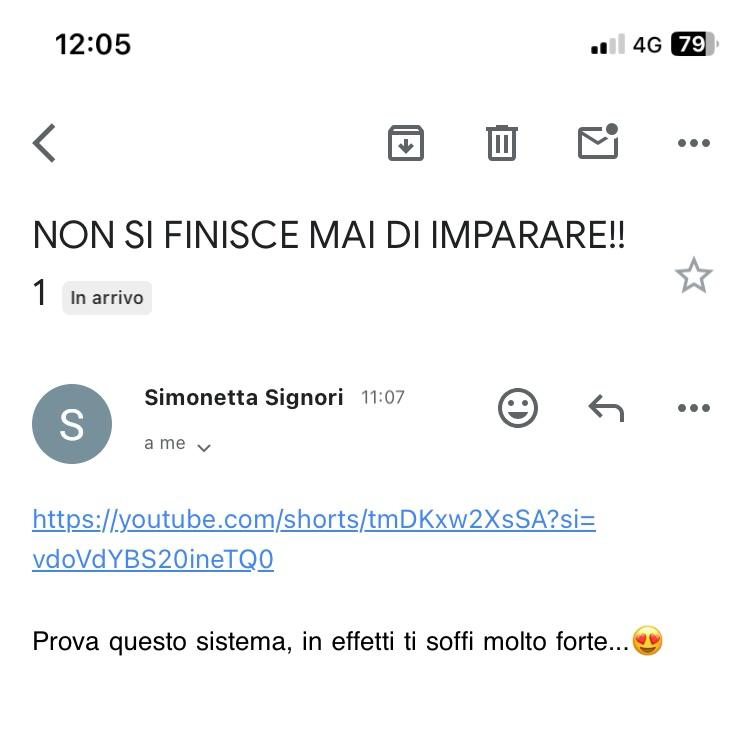 12:05
4G 79
NON SI FINISCE MAI DI IMPARARE!!
1 In arrivo
S
Simonetta Signori 11:07
a me
https://youtube.com/shorts/tmDKxw2XsSA?si=
vdoVdYBS20ineTQ0
Prova questo sistema, in effetti ti soffi molto forte...😍